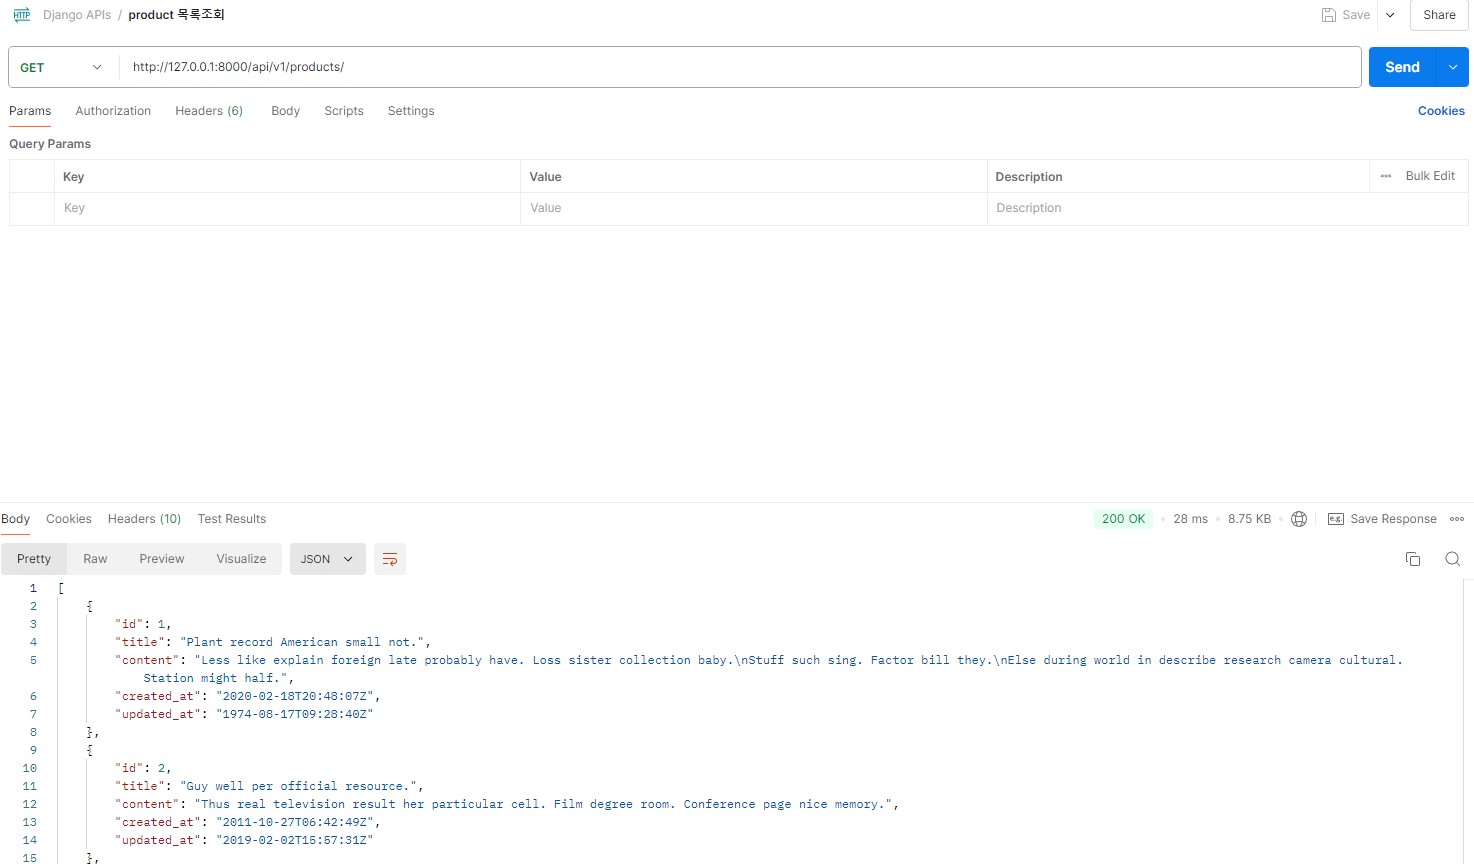 HTTP Django APIs / product 목록조회 Save Share
GET http://127.0.0.1:8000/api/v1/products/ Send
Params Authorization Headers (6) Body Scripts Settings Cookies
Query Params
Key Value Description Bulk Edit
Key Value Description
Body Cookies Headers (10) Test Results 200 OK 28 ms 8.75 KB e.g. Save Response
Pretty Raw Preview Visualize JSON
1 [
2 {
3 "id": 1,
4 "title": "Plant record American small not.",
5 "content": "Less like explain foreign late probably have. Loss sister collection baby.\nStuff such sing. Factor bill they.\nElse during world in describe research camera cultural.
Station might half.",
6 "created_at": "2020-02-18T20:48:07Z",
7 "updated_at": "1974-08-17T09:28:40Z"
8 },
9 {
10 "id": 2,
11 "title": "Guy well per official resource.",
12 "content": "Thus real television result her particular cell. Film degree room. Conference page nice memory.",
13 "created_at": "2011-10-27T06:42:49Z",
14 "updated_at": "2019-02-02T15:57:31Z"
15 },